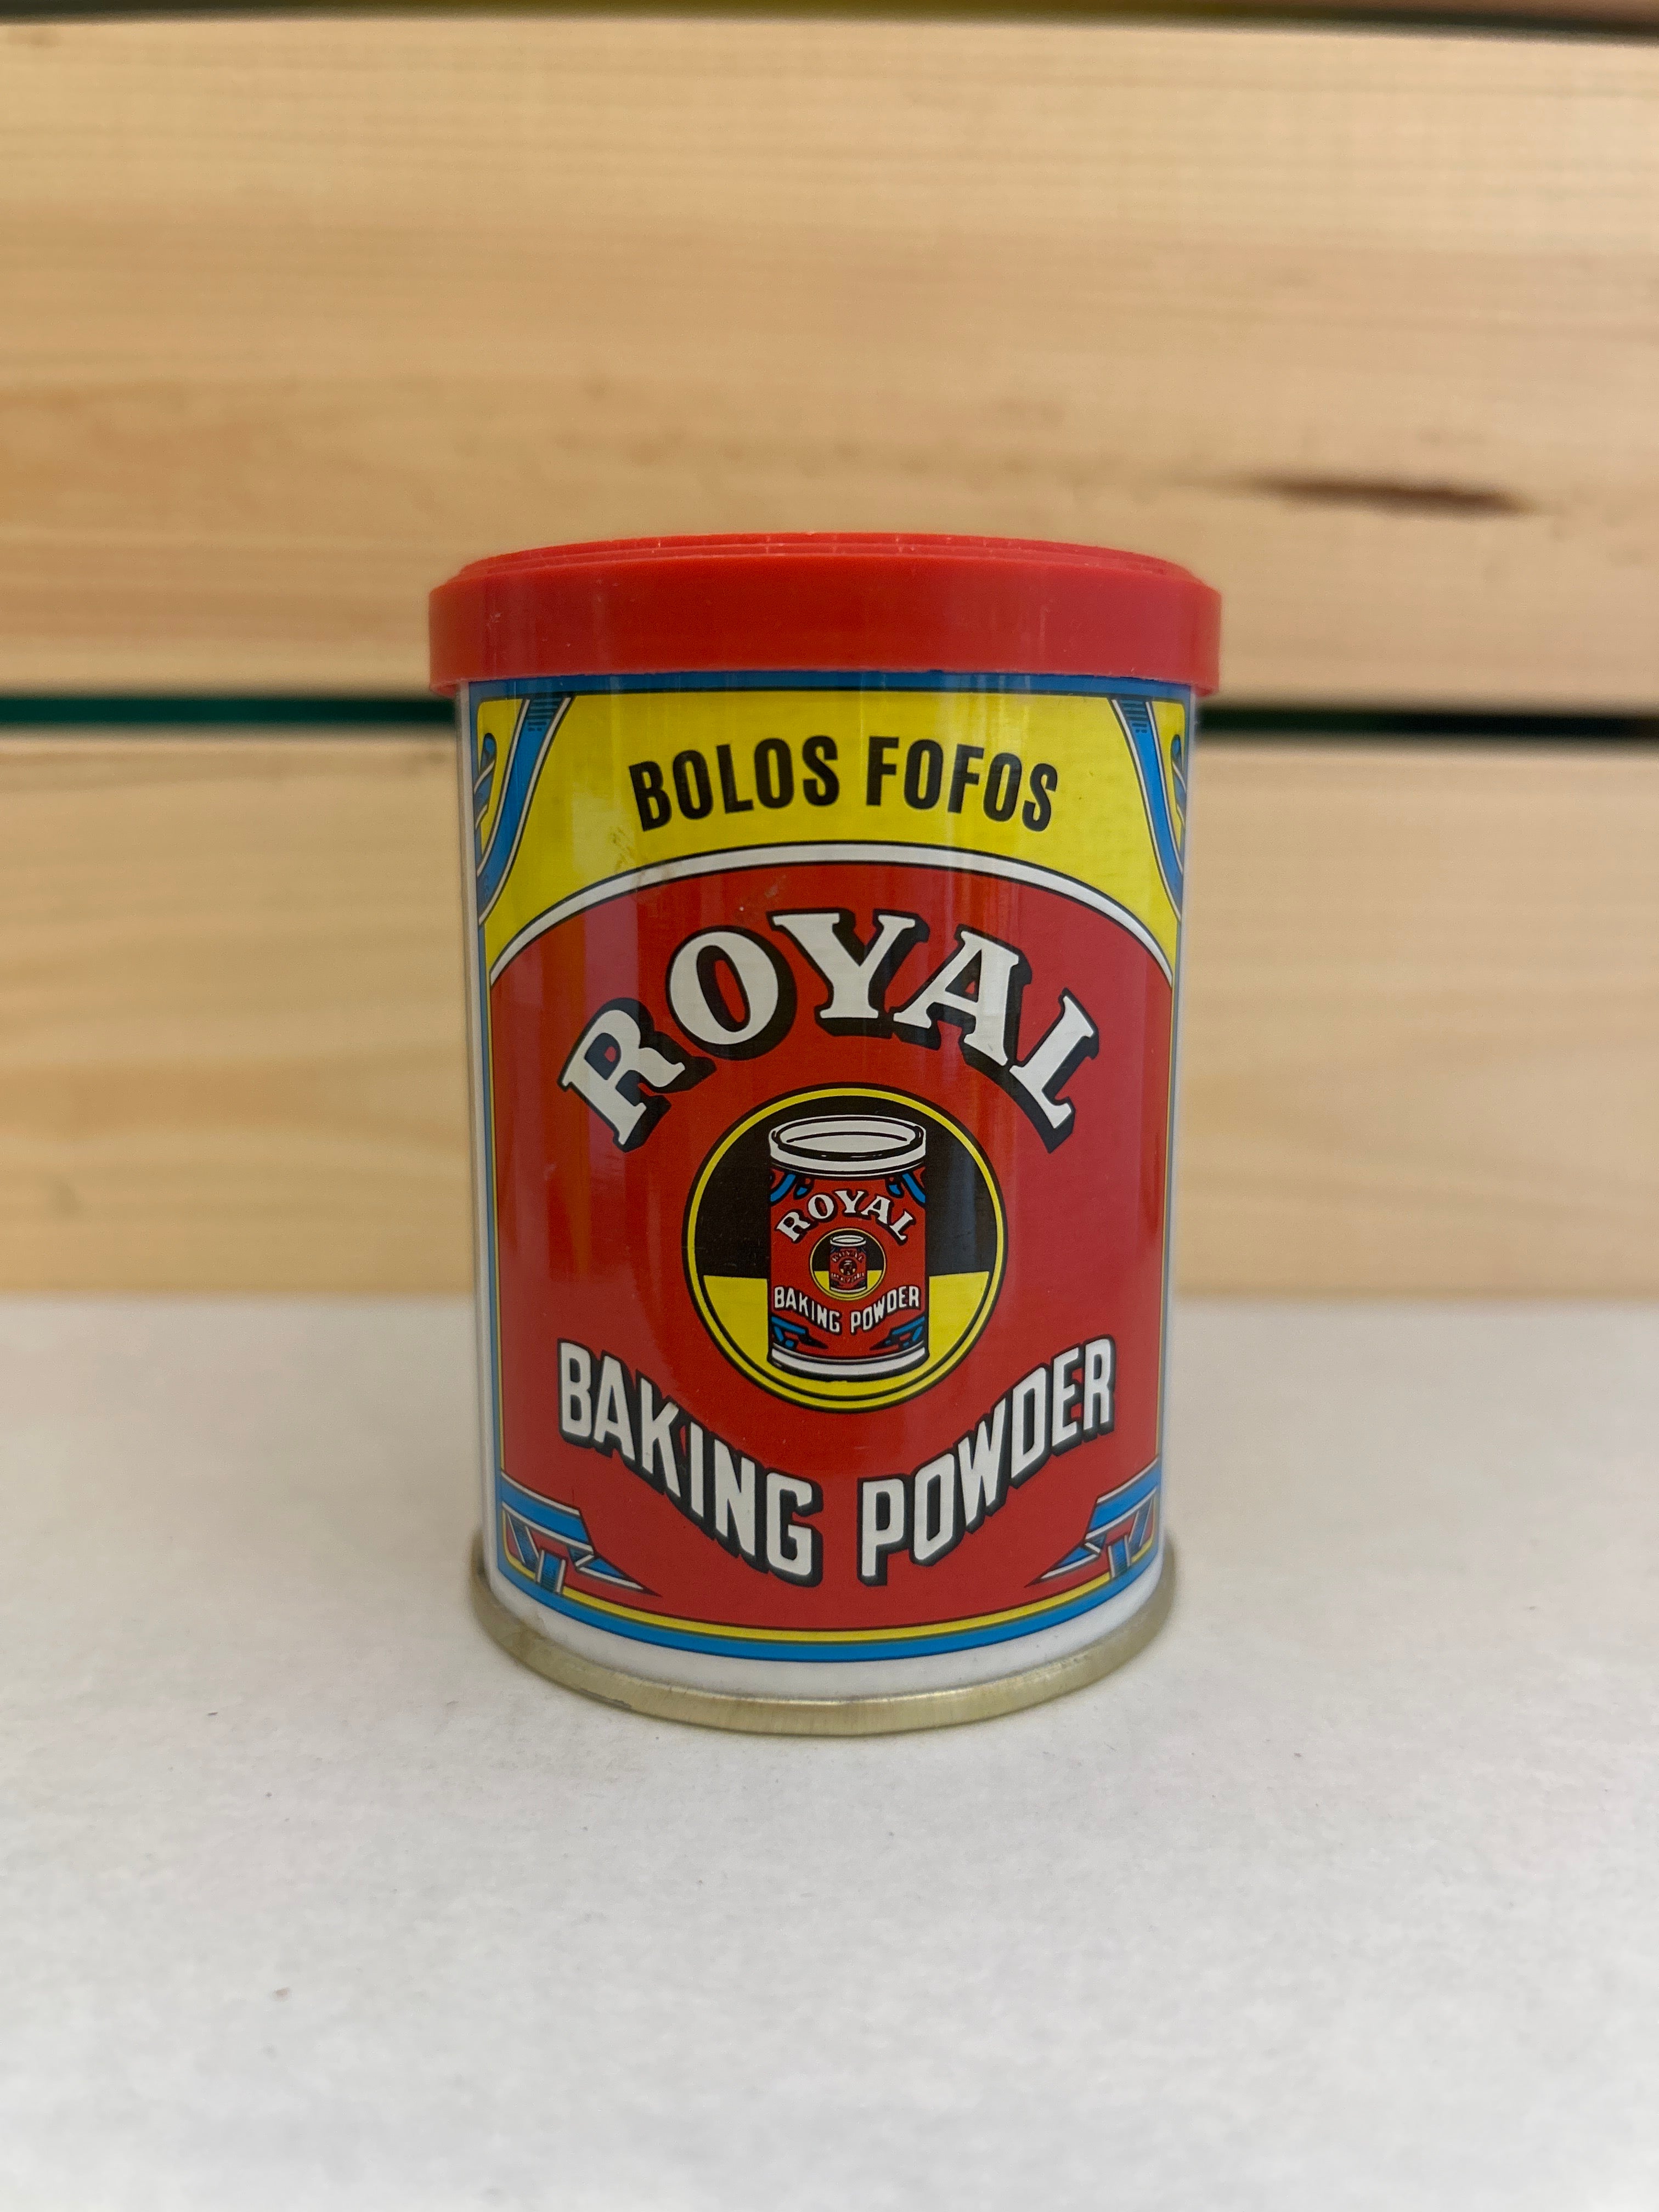 BOLOS FOFOS
ROYAL
ROYAL
BAKING POWDER
BAKING POWDER